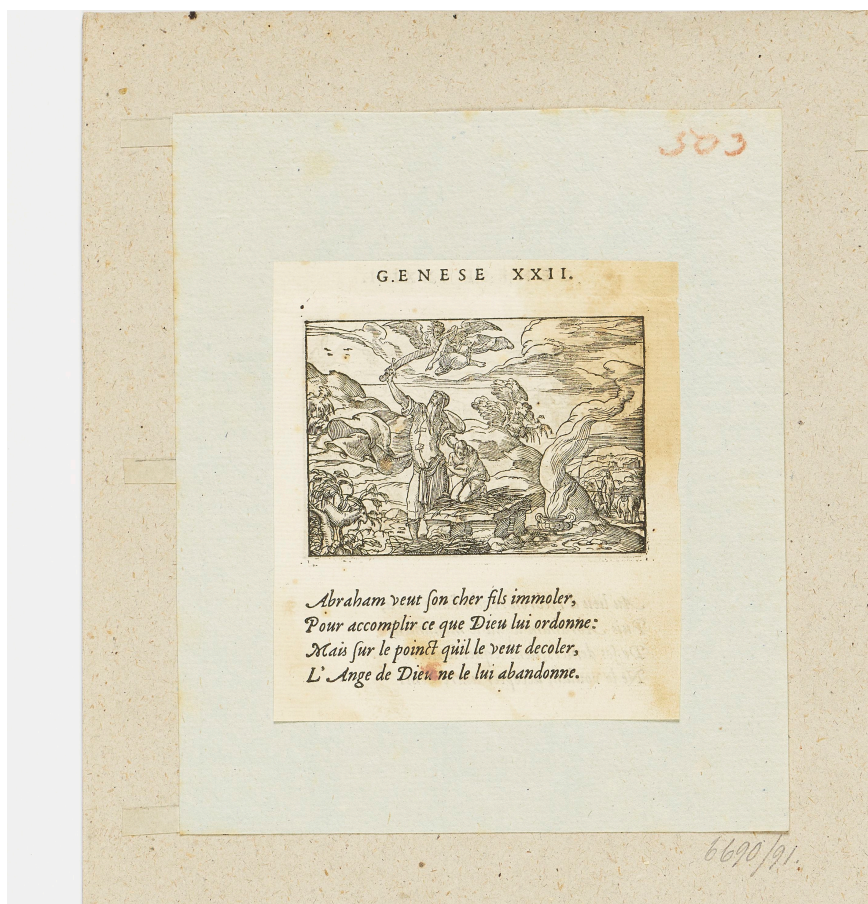 503
GENESE XXII.
Abraham veut ſon cher fils immoler,
Pour accomplir ce que Dieu lui ordonne:
Mais ſur le poinct qu'il le veut decoler,
L'Ange de Dieu ne le lui abandonne.
6690/91.